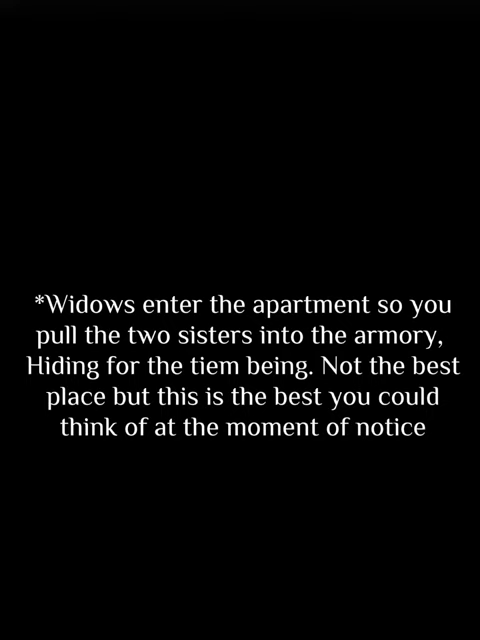 *Widows enter the apartment so you
pull the two sisters into the armory,
Hiding for the tiem being. Not the best
place but this is the best you could
think of at the moment of notice